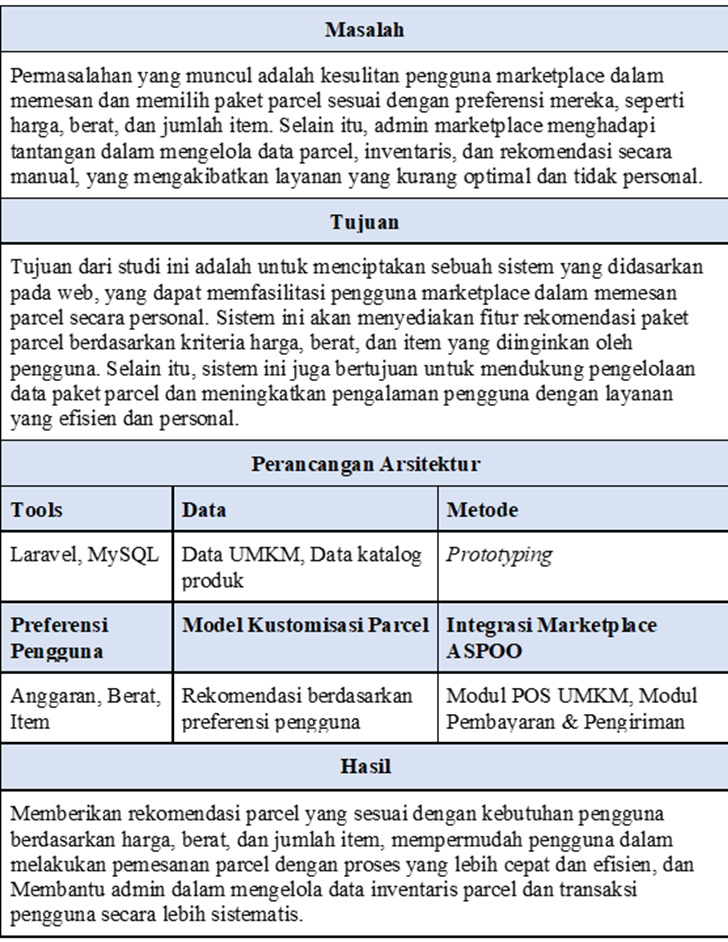 Masalah
Permasalahan yang muncul adalah kesulitan pengguna marketplace dalam
memesan dan memilih paket parcel sesuai dengan preferensi mereka, seperti
harga, berat, dan jumlah item. Selain itu, admin marketplace menghadapi
tantangan dalam mengelola data parcel, inventaris, dan rekomendasi secara
manual, yang mengakibatkan layanan yang kurang optimal dan tidak personal.
Tujuan
Tujuan dari studi ini adalah untuk menciptakan sebuah sistem yang didasarkan
pada web, yang dapat memfasilitasi pengguna marketplace dalam memesan
parcel secara personal. Sistem ini akan menyediakan fitur rekomendasi paket
parcel berdasarkan kriteria harga, berat, dan item yang diinginkan oleh
pengguna. Selain itu, sistem ini juga bertujuan untuk mendukung pengelolaan
data paket parcel dan meningkatkan pengalaman pengguna dengan layanan
yang efisien dan personal.
Perancangan Arsitektur
Tools
Data
Metode
Laravel, MySQL
Data UMKM, Data katalog
produk
Prototyping
Preferensi
Pengguna
Model Kustomisasi Parcel
Integrasi Marketplace
ASPOO
Anggaran, Berat,
Item
Rekomendasi berdasarkan
preferensi pengguna
Modul POS UMKM, Modul
Pembayaran & Pengiriman
Hasil
Memberikan rekomendasi parcel yang sesuai dengan kebutuhan pengguna
berdasarkan harga, berat, dan jumlah item, mempermudah pengguna dalam
melakukan pemesanan parcel dengan proses yang lebih cepat dan efisien, dan
Membantu admin dalam mengelola data inventaris parcel dan transaksi
pengguna secara lebih sistematis.